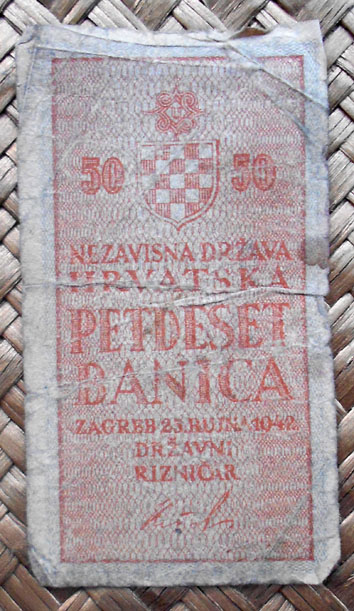 50 50
NEZAVISNA DRŽAVA
HRVATSKA
PETDESET
BANICA
ZAGREB 25. RUJNA 1942.
DRŽAVNI
RIZNIČAR